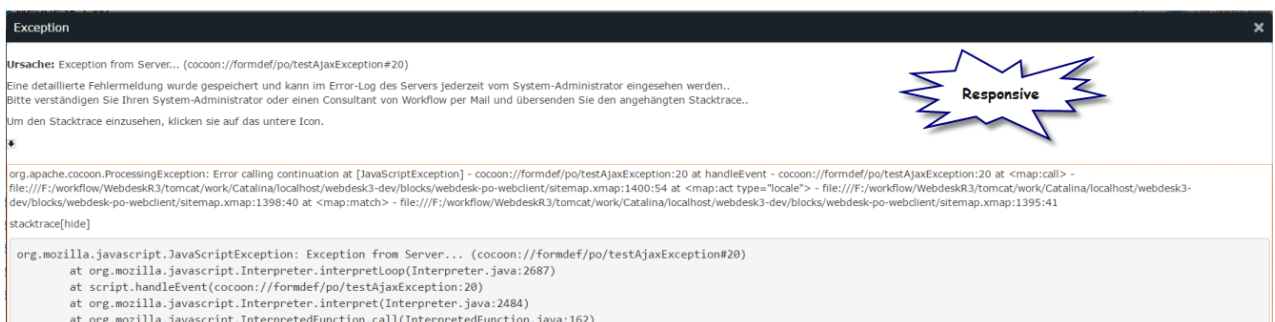 Exception
Ursache: Exception from Server... (cocoon://formdef/po/testAjaxException#20)
Eine detaillierte Fehlermeldung wurde gespeichert und kann im Error-Log des Servers jederzeit vom System-Administrator eingesehen werden..
Bitte verständigen Sie Ihren System-Administrator oder einen Consultant von Workflow per Mail und übersenden Sie den angehängten Stacktrace..
Responsive
Um den Stacktrace einzusehen, klicken sie auf das untere Icon.
org.apache.cocoon.ProcessingException: Error calling continuation at [JavaScriptException] - cocoon://formdef/po/testAjaxException:20 at handleEvent - cocoon://formdef/po/testAjaxException:20 at <map:call> -
file:///F:/workflow/WebdeskR3/tomcat/work/Catalina/localhost/webdesk3-dev/blocks/webdesk-po-webclient/sitemap.xmap:1400:54 at <map:act type="locale"> - file:///F:/workflow/WebdeskR3/tomcat/work/Catalina/localhost/webdesk3-
dev/blocks/webdesk-po-webclient/sitemap.xmap:1398:40 at <map:match> - file:///F:/workflow/WebdeskR3/tomcat/work/Catalina/localhost/webdesk3-dev/blocks/webdesk-po-webclient/sitemap.xmap:1395:41
stacktrace[hide]
org.mozilla.javascript.JavaScriptException: Exception from Server... (cocoon://formdef/po/testAjaxException#20)
at org.mozilla.javascript.Interpreter.interpretLoop(Interpreter.java:2687)
at script.handleEvent(cocoon://formdef/po/testAjaxException:20)
at org.mozilla.javascript.Interpreter.interpret(Interpreter.java:2484)
at org.mozilla.javascript.InterpretedFunction.call(InterpretedFunction.java:162)